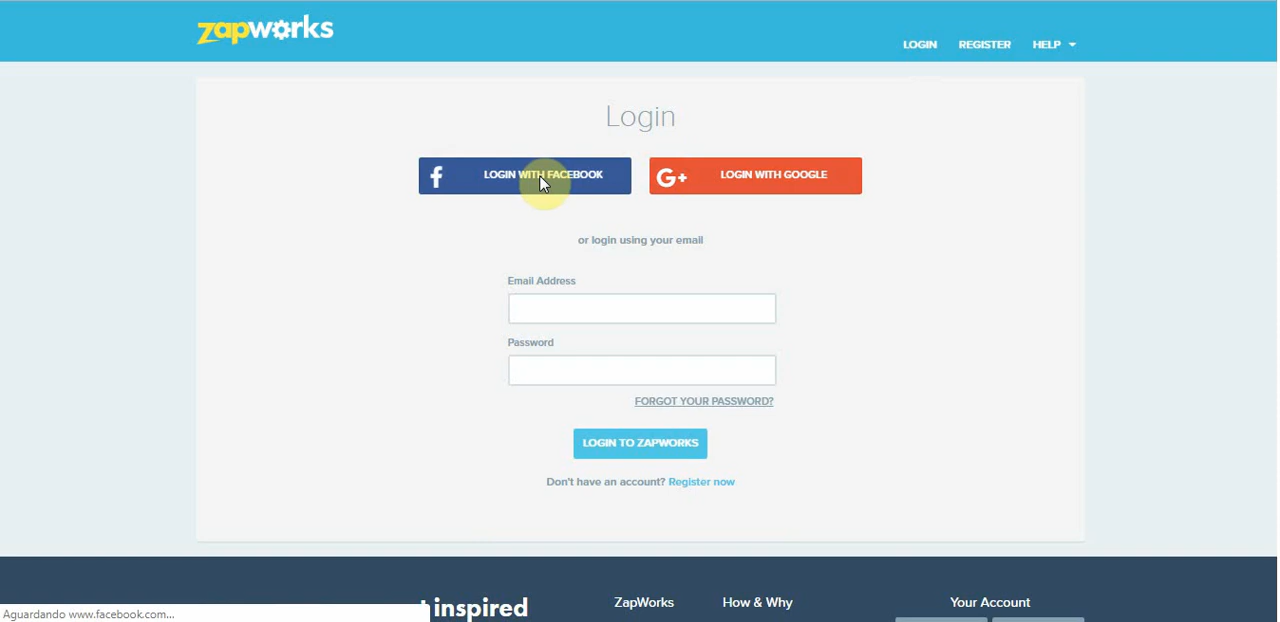 zapworks
LOGIN REGISTER HELP
Login
LOGIN WITH FACEBOOK
G+ LOGIN WITH GOOGLE
or login using your email
Email Address
Password
FORGOT YOUR PASSWORD?
LOGIN TO ZAPWORKS
Don't have an account? Register now
inspired
ZapWorks
How & Why
Your Account
Aguardando www.facebook.com...